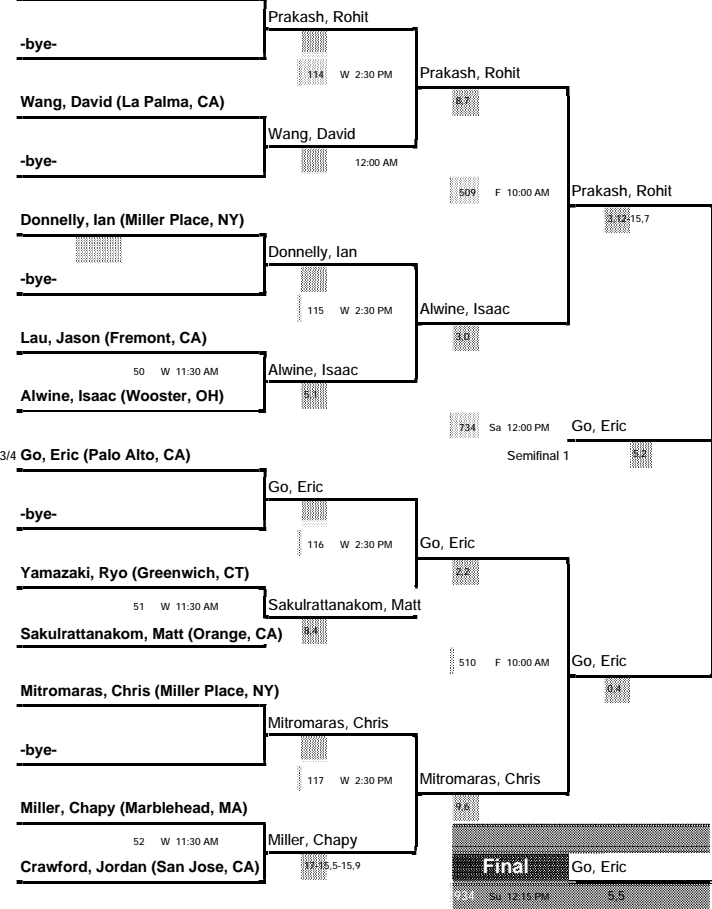 Prakash, Rohit
-bye-
114 W 2:30 PM
Prakash, Rohit
8,7
Wang, David (La Palma, CA)
Wang, David
-bye-
12:00 AM
509 F 10:00 AM
Prakash, Rohit
3,12-15,7
Donnelly, Ian (Miller Place, NY)
Donnelly, Ian
-bye-
115 W 2:30 PM
Alwine, Isaac
3,0
Lau, Jason (Fremont, CA)
50 W 11:30 AM
Alwine, Isaac
5,1
Alwine, Isaac (Wooster, OH)
734 Sa 12:00 PM
Go, Eric
Semifinal 1
5,2
3/4 Go, Eric (Palo Alto, CA)
Go, Eric
-bye-
116 W 2:30 PM
Go, Eric
2,2
Yamazaki, Ryo (Greenwich, CT)
51 W 11:30 AM
Sakulrattanakom, Matt
8,4
Sakulrattanakom, Matt (Orange, CA)
510 F 10:00 AM
Go, Eric
0,4
Mitromaras, Chris (Miller Place, NY)
Mitromaras, Chris
-bye-
117 W 2:30 PM
Mitromaras, Chris
9,6
Miller, Chapy (Marblehead, MA)
52 W 11:30 AM
Miller, Chapy
17-15,5-15,9
Crawford, Jordan (San Jose, CA)
Final
Go, Eric
934 Su 12:15 PM
5,5